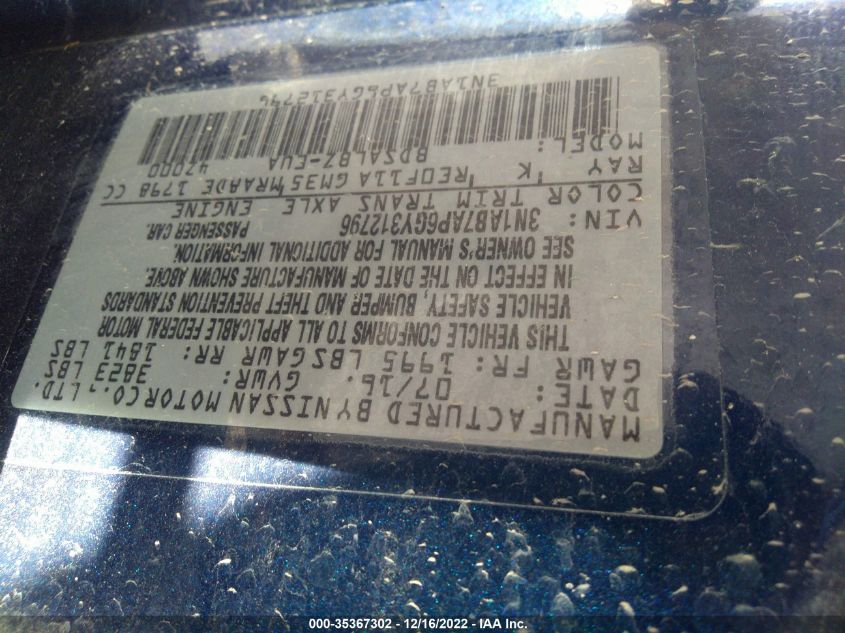 MANUFACTURED BY NISSAN MOTOR CO., LTD.
DATE: 07/16. GVWR: 3823 LBS
GAWR FR: 1995 LBS GAWR RR: 1841 LBS
THIS VEHICLE CONFORMS TO ALL APPLICABLE FEDERAL MOTOR
VEHICLE SAFETY, BUMPER AND THEFT PREVENTION STANDARDS
IN EFFECT ON THE DATE OF MANUFACTURE SHOWN ABOVE.
SEE OWNER'S MANUAL FOR ADDITIONAL INFORMATION.
VIN: 3N1AB7AP6GY312796 PASSENGER CAR.
COLOR TRIM TRANS AXLE ENGINE
RAY 'K 'REOF11A GM35 'MRA8DE 1798 CC
MODEL: BDSALBZ-EUA 47000
3N1AB7AP6GY312796
000-35367302 - 12/16/2022 - IAA Inc.